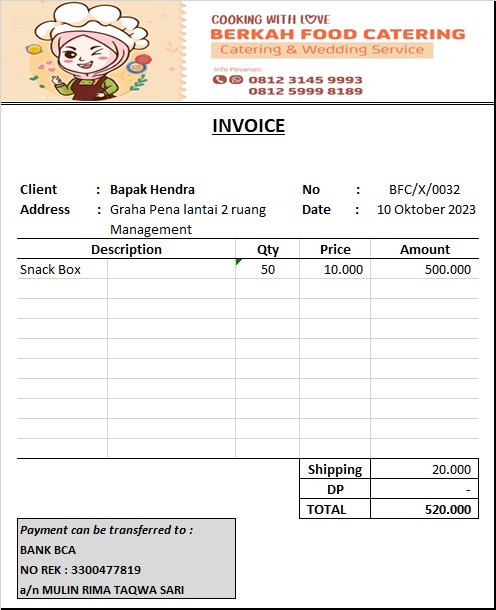 COOKING WITH LOVE
BERKAH FOOD CATERING
Catering & Wedding Service
Info Pesanan:
0812 3145 9993
0812 5999 8189
INVOICE
Client : Bapak Hendra No : BFC/X/0032
Address : Graha Pena lantai 2 ruang Date : 10 Oktober 2023
Management
Description Qty Price Amount
Snack Box 50 10.000 500.000
Shipping 20.000
DP -
TOTAL 520.000
Payment can be transferred to :
BANK BCA
NO REK : 3300477819
a/n MULIN RIMA TAQWA SARI